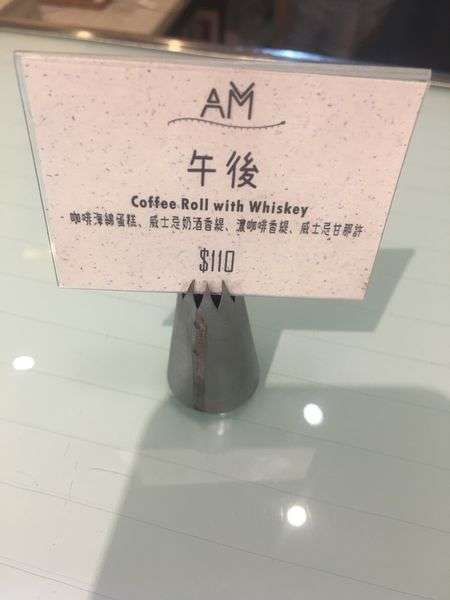 AM
午後
Coffee Roll with Whiskey
咖啡海綿蛋糕、威士忌奶酒香緹、濃咖啡香緹、威士忌甘那許
$110